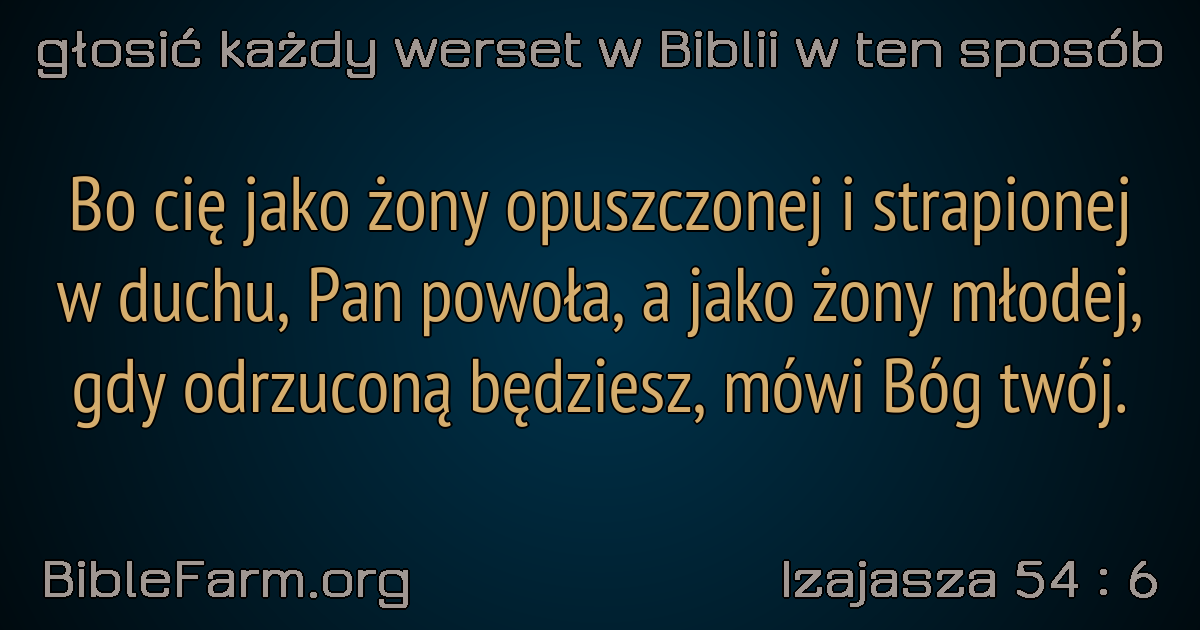 głosić każdy werset w Biblii w ten sposób
Bo cię jako żony opuszczonej i strapionej
w duchu, Pan powoła, a jako żony młodej,
gdy odrzuconą będziesz, mówi Bóg twój.
BibleFarm.org
Izajasza 54 : 6